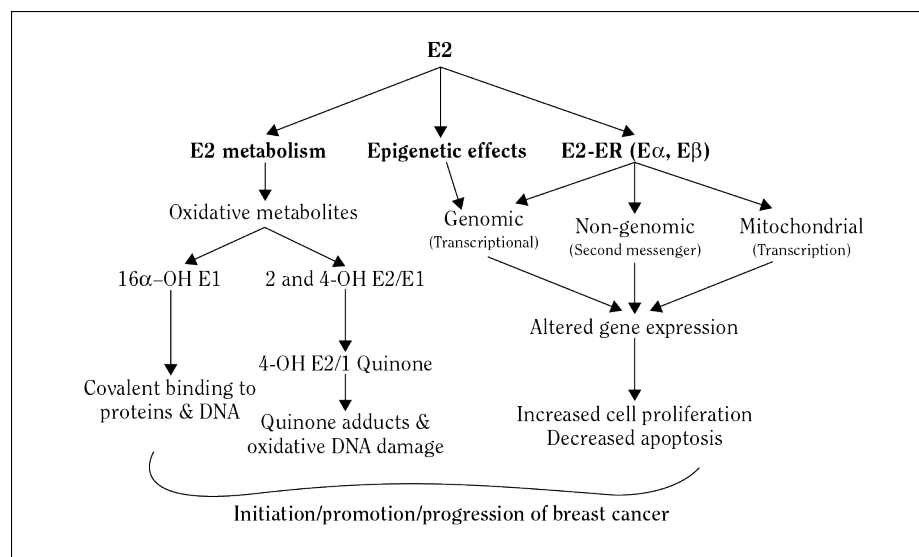 E2
E2 metabolism
Epigenetic effects
E2-ER (Eα, Eβ)
Oxidative metabolites
Genomic
(Transcriptional)
Non-genomic
(Second messenger)
Mitochondrial
(Transcription)
16α–OH E1
2 and 4-OH E2/E1
Altered gene expression
4-OH E2/1 Quinone
Covalent binding to
proteins & DNA
Quinone adducts &
oxidative DNA damage
Increased cell proliferation
Decreased apoptosis
Initiation/promotion/progression of breast cancer